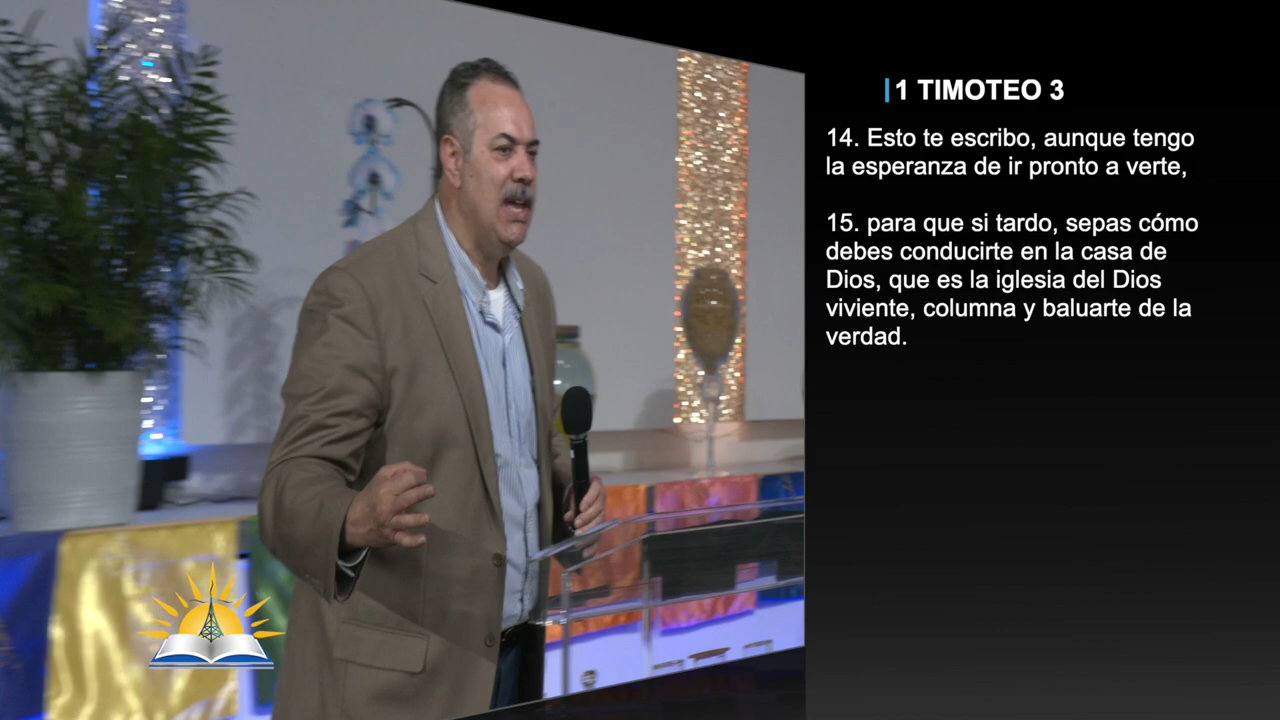 1 TIMOTEO 3
14. Esto te escribo, aunque tengo
la esperanza de ir pronto a verte,
15. para que si tardo, sepas cómo
debes conducirte en la casa de
Dios, que es la iglesia del Dios
viviente, columna y baluarte de la
verdad.